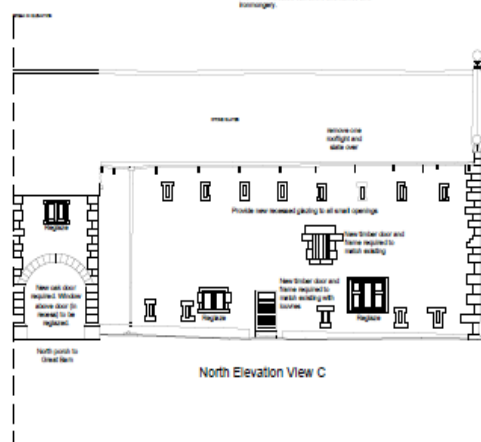 ironmongery.
remove one
rooflight and
slate over
Provide new recessed glazing to all small openings
Reglaze
New timber door and
frame required to
match existing
New oak door
required. Window
above door (in
recess) to be
reglazed
New timber door and
frame required to
match existing with
louvres
Reglaze
Reglaze
North porch to
Great Barn
North Elevation View C